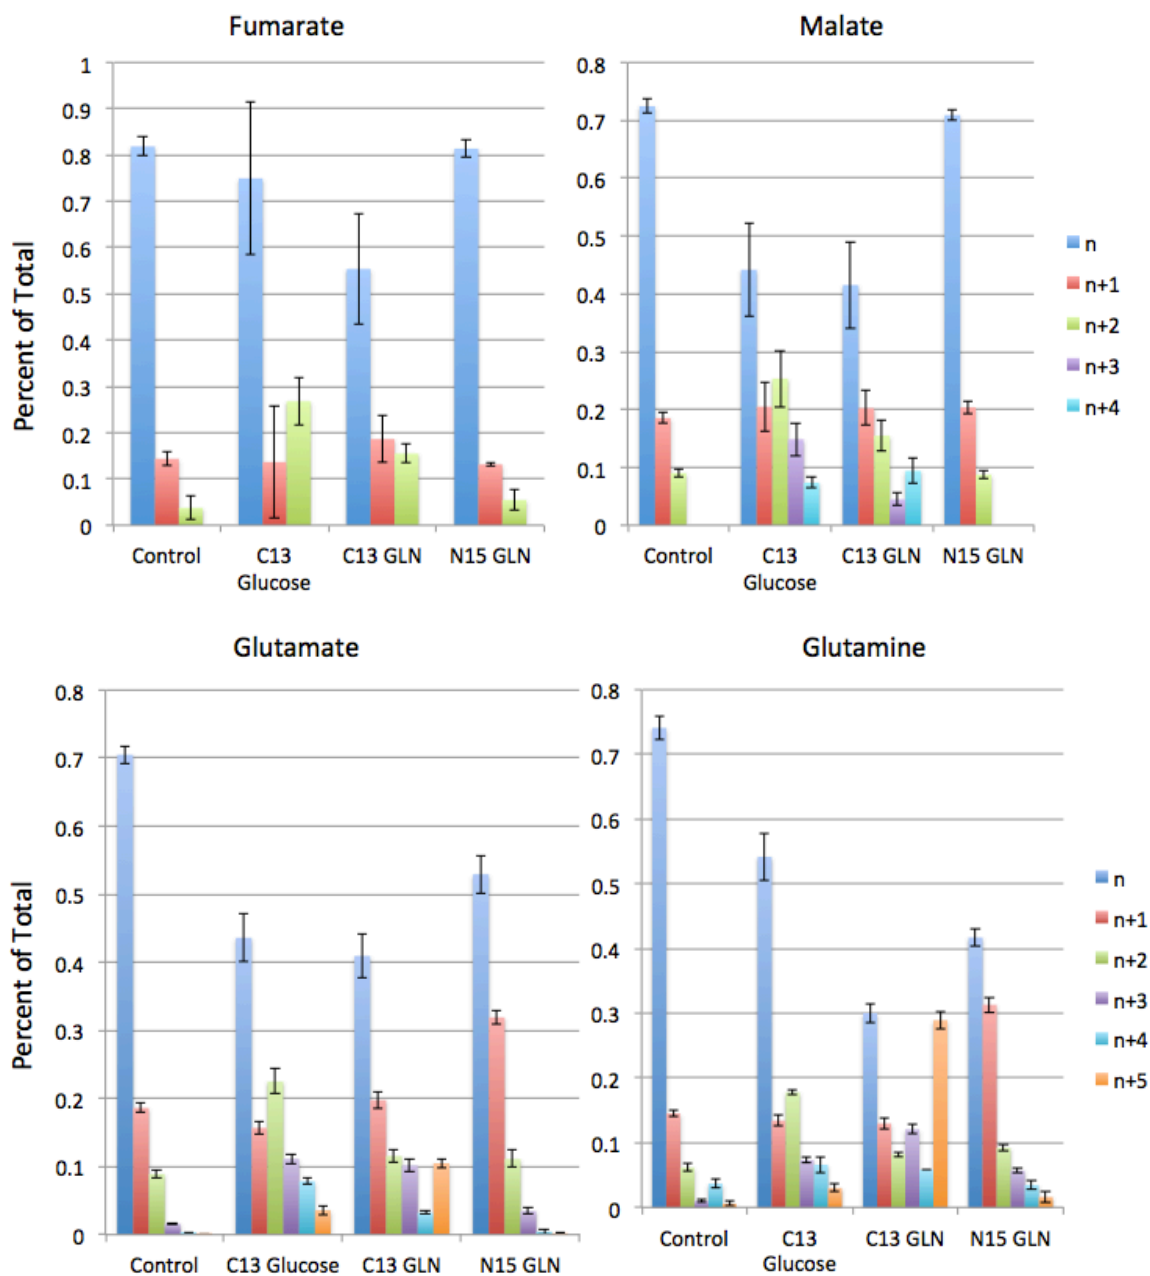 Fumarate
Percent of Total
1
0.9
0.8
0.7
0.6
0.5
0.4
0.3
0.2
0.1
0
Control
C13 Glucose
C13 GLN
N15 GLN
Malate
0.8
0.7
0.6
0.5
0.4
0.3
0.2
0.1
0
Control
C13 Glucose
C13 GLN
N15 GLN
n
n+1
n+2
n+3
n+4
Glutamate
Percent of Total
0.8
0.7
0.6
0.5
0.4
0.3
0.2
0.1
0
Control
C13 Glucose
C13 GLN
N15 GLN
Glutamine
0.8
0.7
0.6
0.5
0.4
0.3
0.2
0.1
0
Control
C13 Glucose
C13 GLN
N15 GLN
n
n+1
n+2
n+3
n+4
n+5